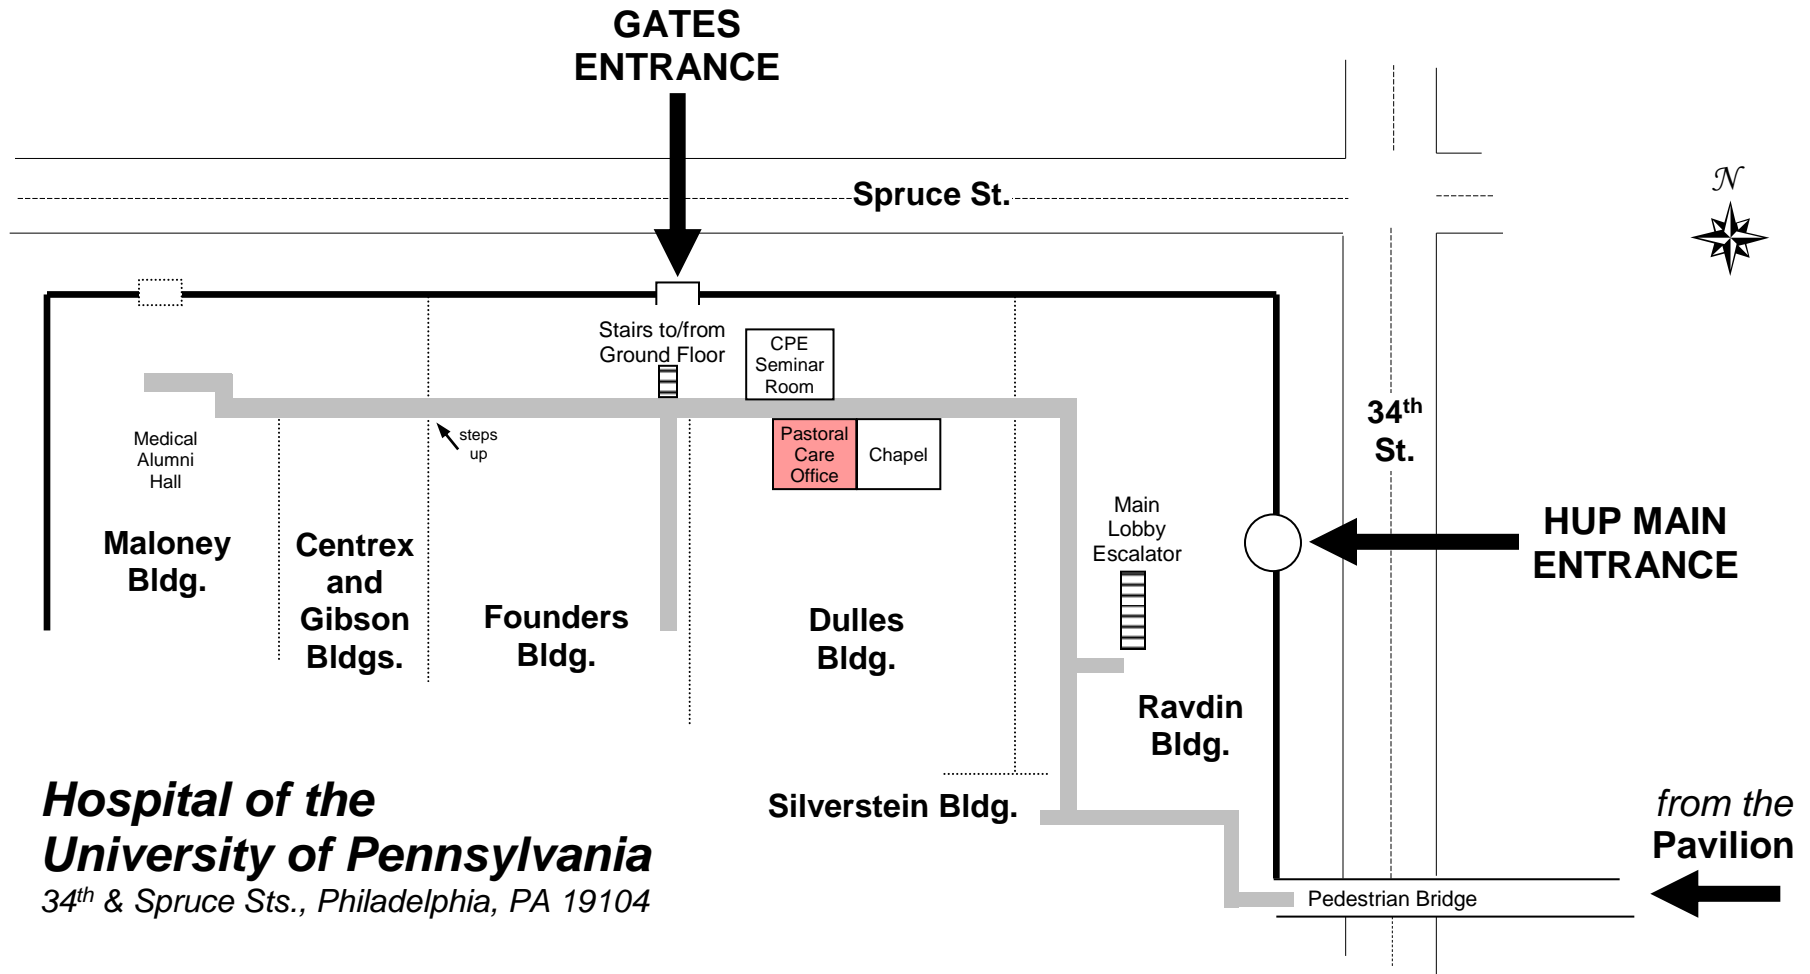 GATES
ENTRANCE
Spruce St.
N
Stairs to/from
Ground Floor
CPE
Seminar
Room
34th
St.
Medical
Alumni
Hall
steps
up
Pastoral
Care
Office
Chapel
Main
Lobby
Escalator
HUP MAIN
ENTRANCE
Maloney
Bldg.
Centrex
and
Gibson
Bldgs.
Founders
Bldg.
Dulles
Bldg.
Ravdin
Bldg.
Silverstein Bldg.
Hospital of the
University of Pennsylvania
34th & Spruce Sts., Philadelphia, PA 19104
from the
Pavilion
Pedestrian Bridge